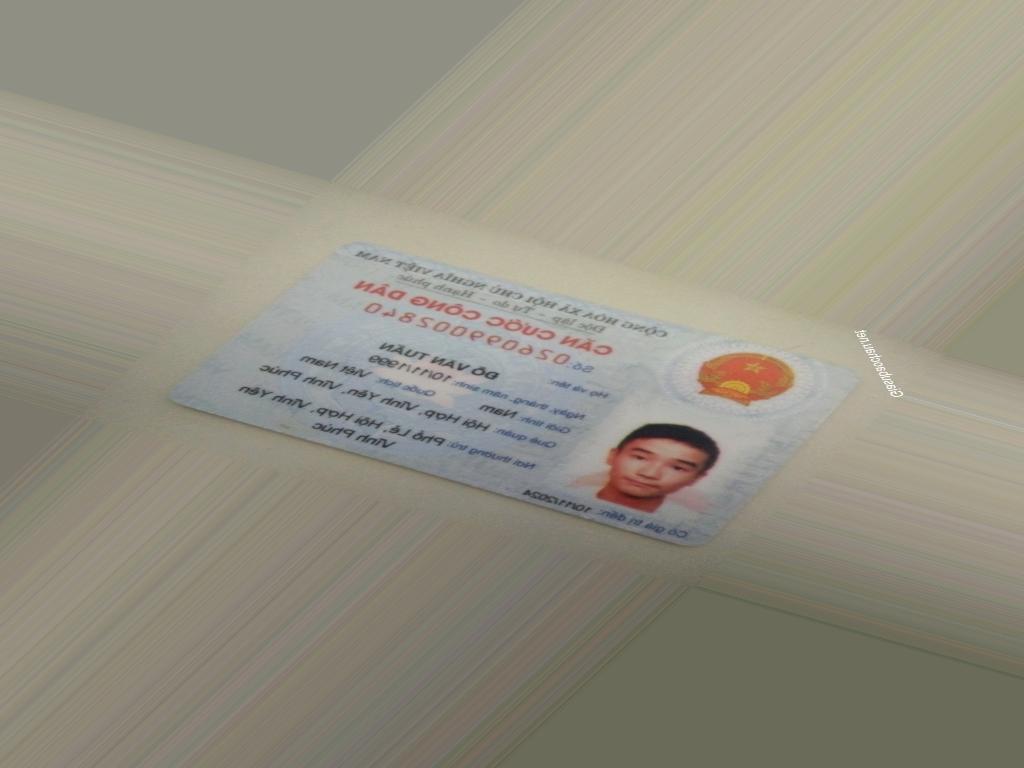 CỘNG HÒA XÃ HỘI CHỦ NGHĨA VIỆT NAM
Độc lập - Tự do - Hạnh phúc
CĂN CƯỚC CÔNG DÂN
Số: 026099002840
Họ và tên: ĐỖ VĂN TUẤN
Ngày, tháng, năm sinh: 10/11/1999
Giới tính: Nam Quốc tịch: Việt Nam
Quê quán: Hội Hợp, Vĩnh Yên, Vĩnh Phúc
Nơi thường trú: Phố Lẻ, Hội Hợp, Vĩnh Yên
Vĩnh Phúc
Có giá trị đến: 10/11/2024